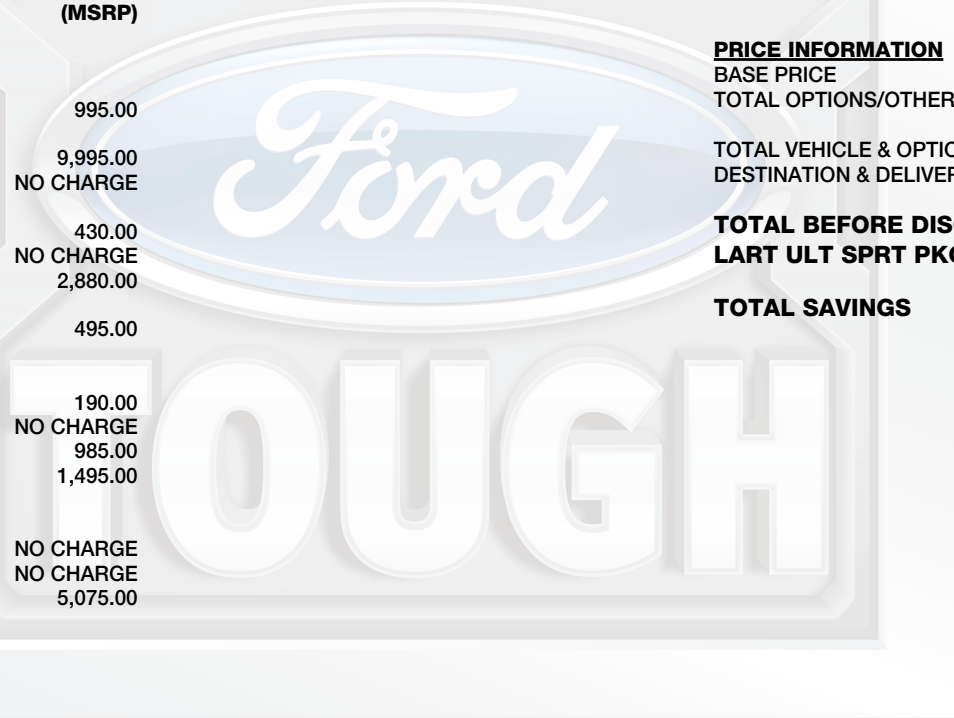 (MSRP)
995.00
9,995.00
NO CHARGE
430.00
NO CHARGE
2,880.00
495.00
190.00
NO CHARGE
985.00
1,495.00
NO CHARGE
NO CHARGE
5,075.00
PRICE INFORMATION
BASE PRICE
TOTAL OPTIONS/OTHER
TOTAL VEHICLE & OPTIO
DESTINATION & DELIVER
TOTAL BEFORE DIS
LART ULT SPRT PK
TOTAL SAVINGS
Ford
TOUGH